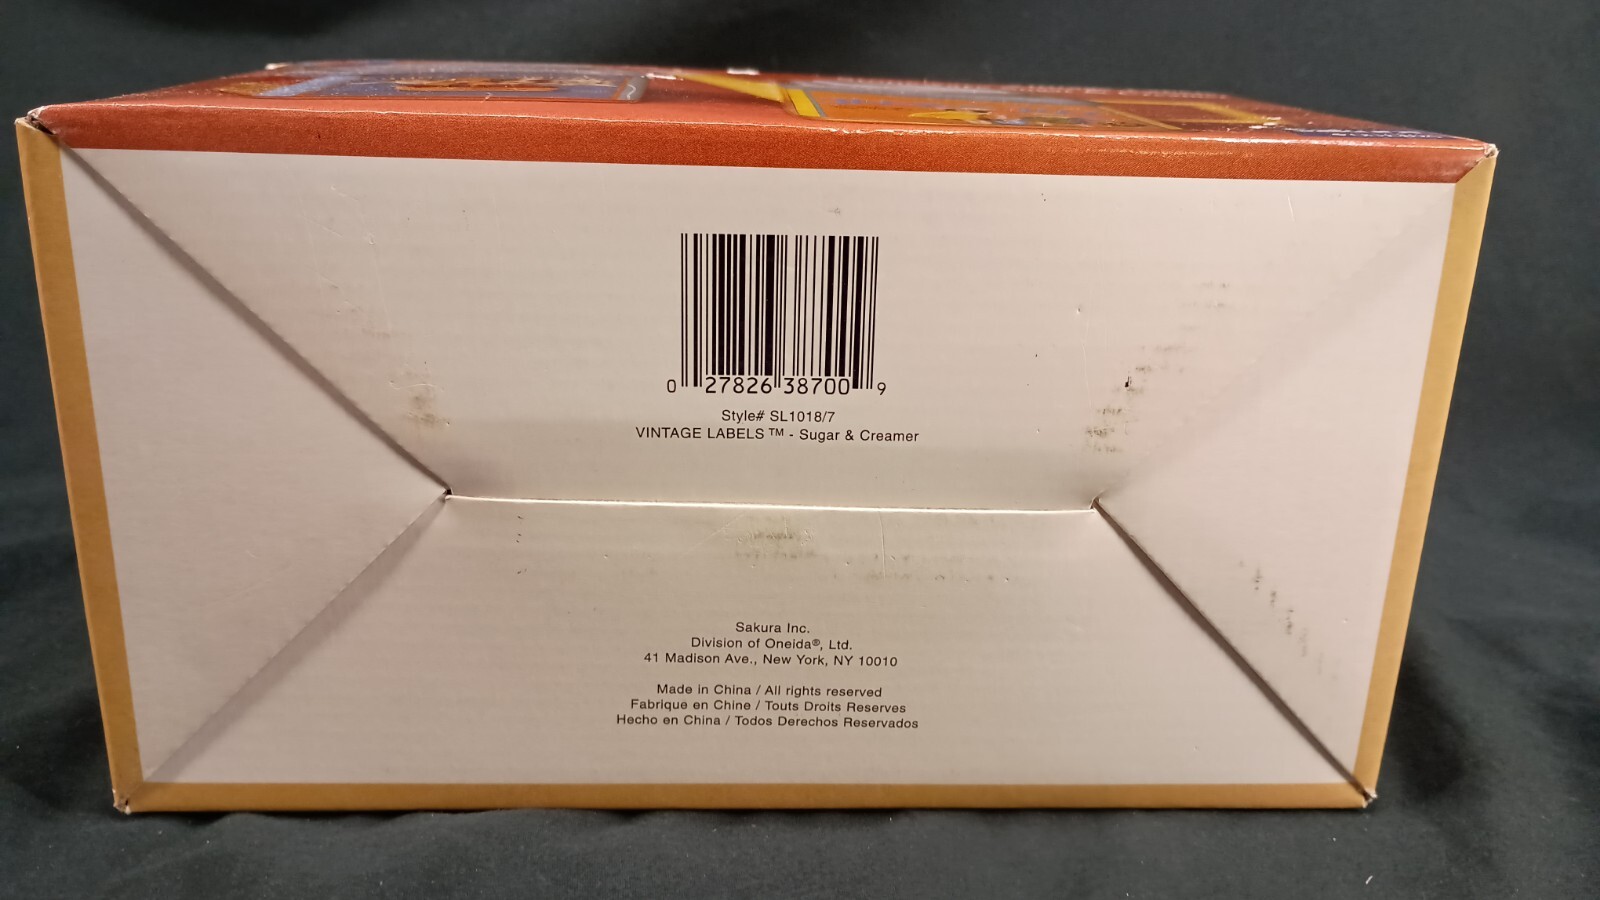 0 27826 38700 9
Style# SL1018/7
VINTAGE LABELS™ - Sugar & Creamer
Sakura Inc.
Division of Oneida®, Ltd.
41 Madison Ave., New York, NY 10010
Made in China / All rights reserved
Fabrique en Chine / Touts Droits Reserves
Hecho en China / Todos Derechos Reservados